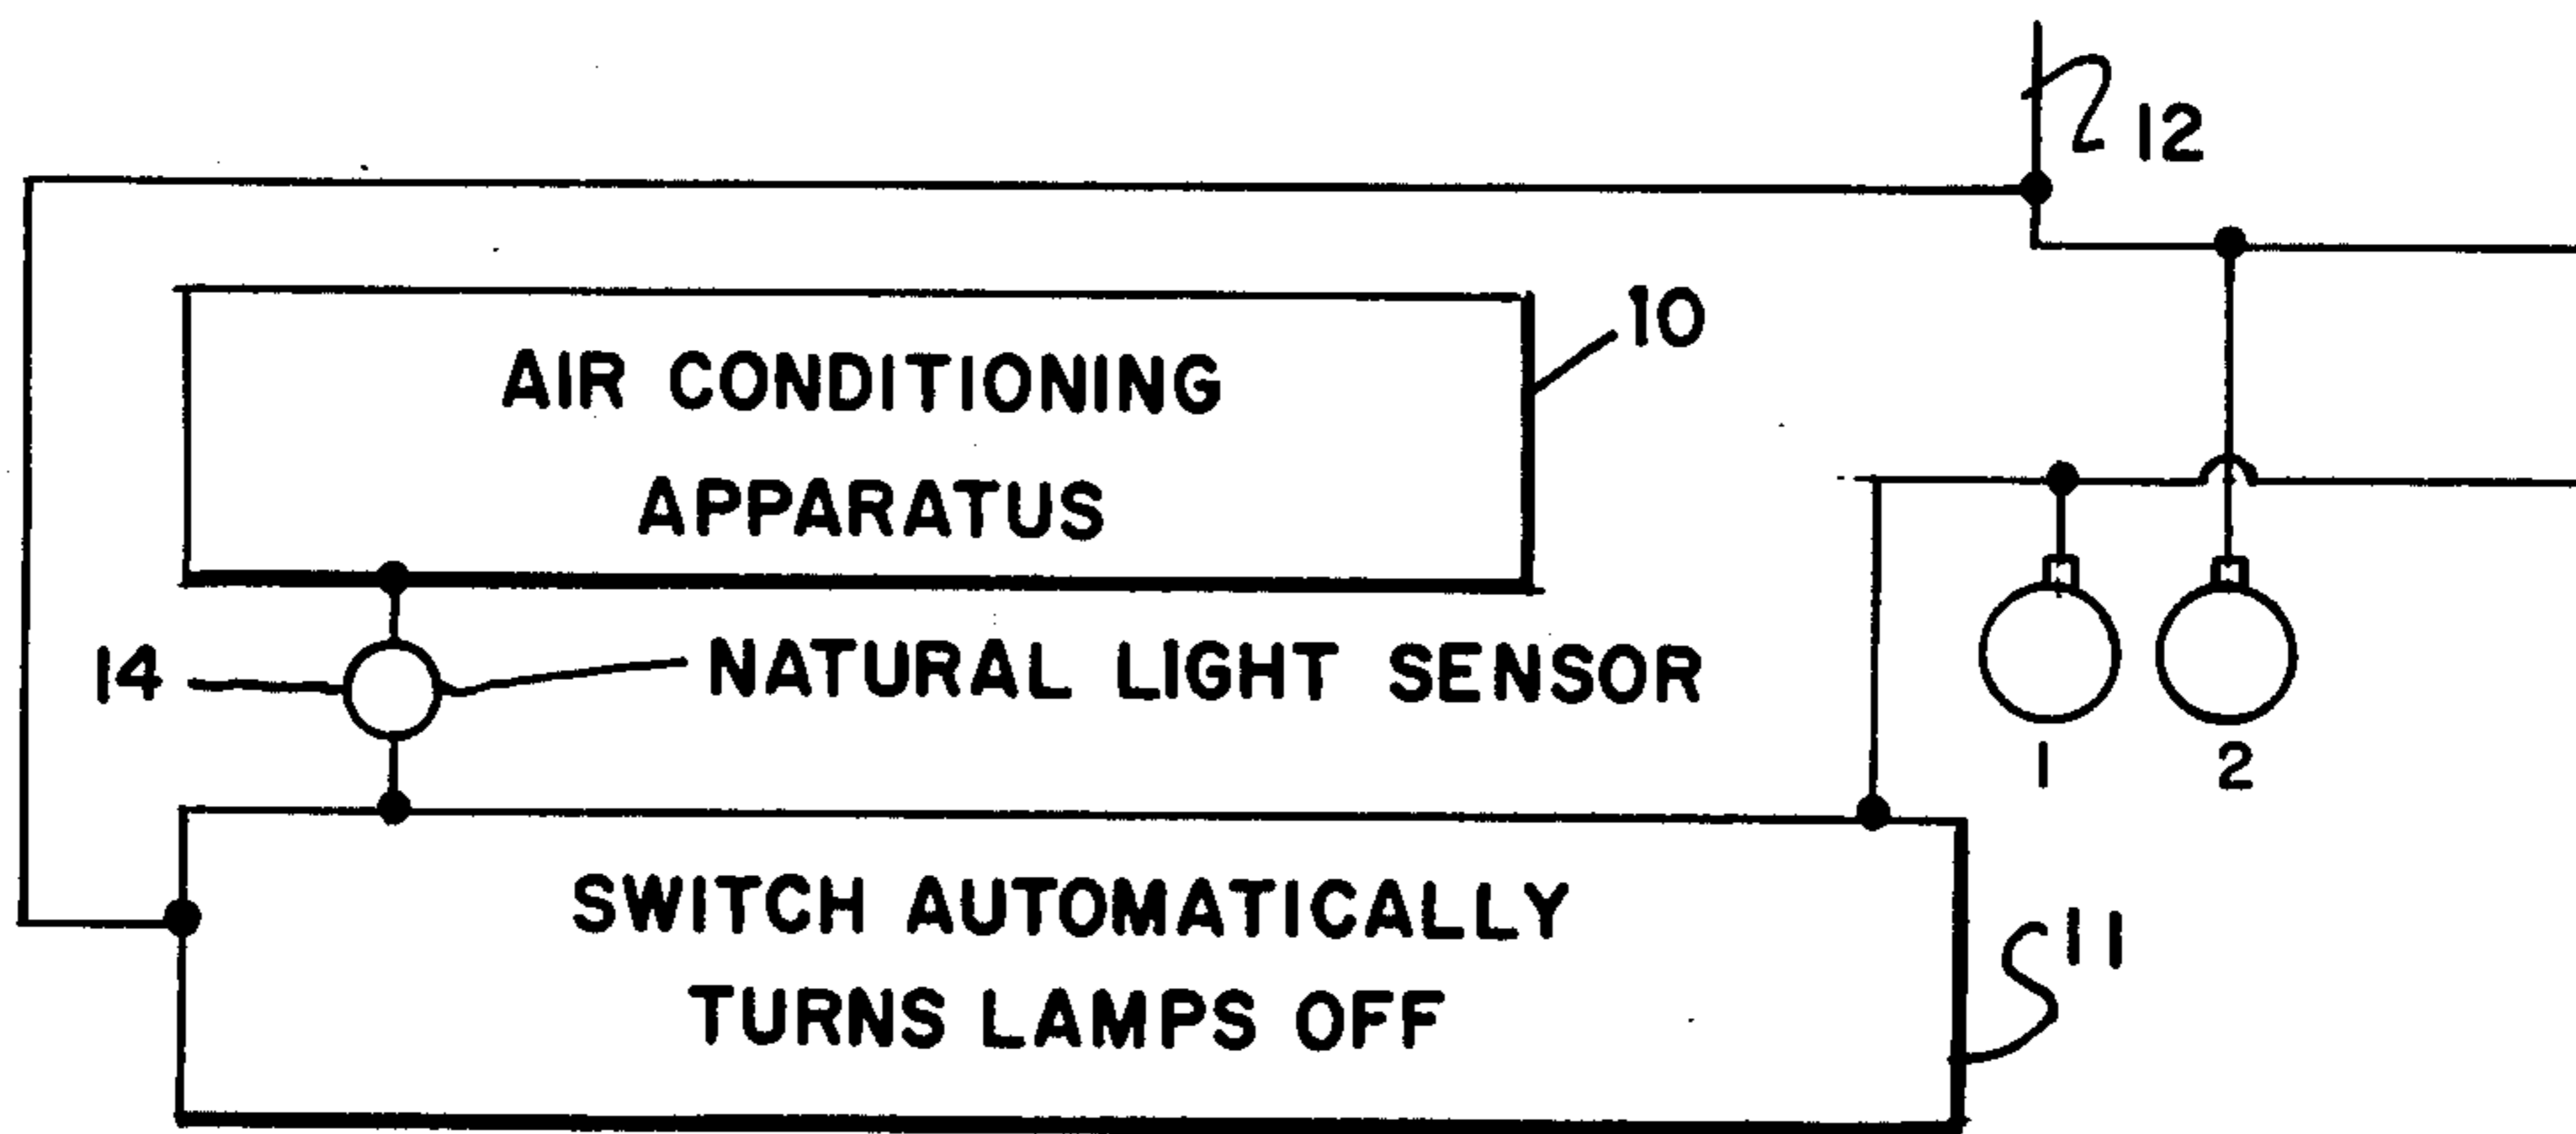 12
10
AIR CONDITIONING
APPARATUS
14
NATURAL LIGHT SENSOR
1
2
SWITCH AUTOMATICALLY
TURNS LAMPS OFF
11